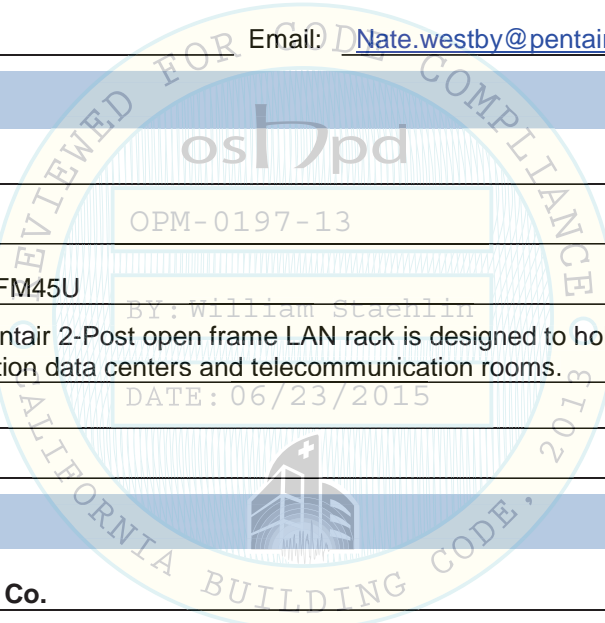 Email: Nate.westby@pentair
REVIEWED FOR CODE COMPLIANCE
oshpd
OPM-0197-13
FM45U
BY: William Staehlin
ntair 2-Post open frame LAN rack is designed to ho
tion data centers and telecommunication rooms.
DATE: 06/23/2015
CALIFORNIA BUILDING CODE, 2013
Co.